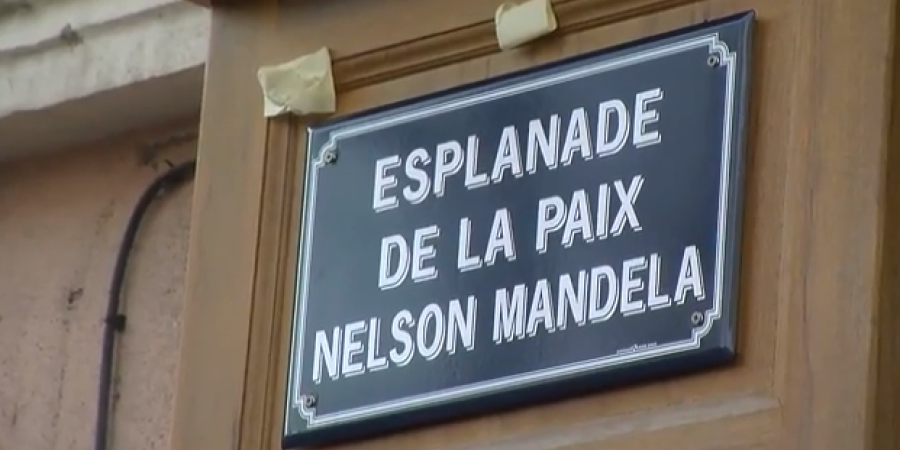 ESPLANADE
DE LA PAIX
NELSON MANDELA